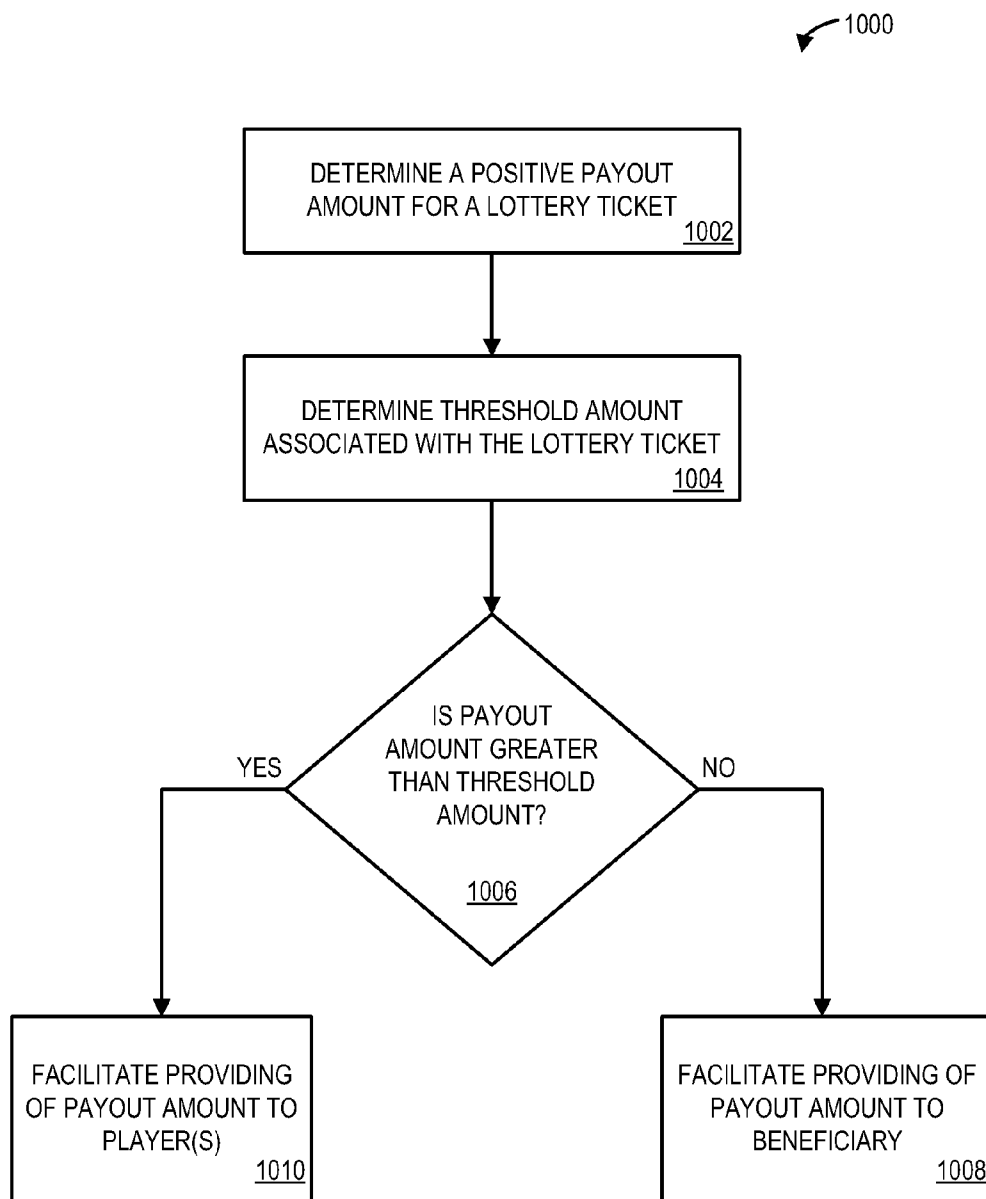 1000
DETERMINE A POSITIVE PAYOUT
AMOUNT FOR A LOTTERY TICKET
1002
DETERMINE THRESHOLD AMOUNT
ASSOCIATED WITH THE LOTTERY TICKET
1004
IS PAYOUT
AMOUNT GREATER
THAN THRESHOLD
AMOUNT?
1006
YES
NO
FACILITATE PROVIDING
OF PAYOUT AMOUNT TO
PLAYER(S)
1010
FACILITATE PROVIDING OF
PAYOUT AMOUNT TO
BENEFICIARY
1008